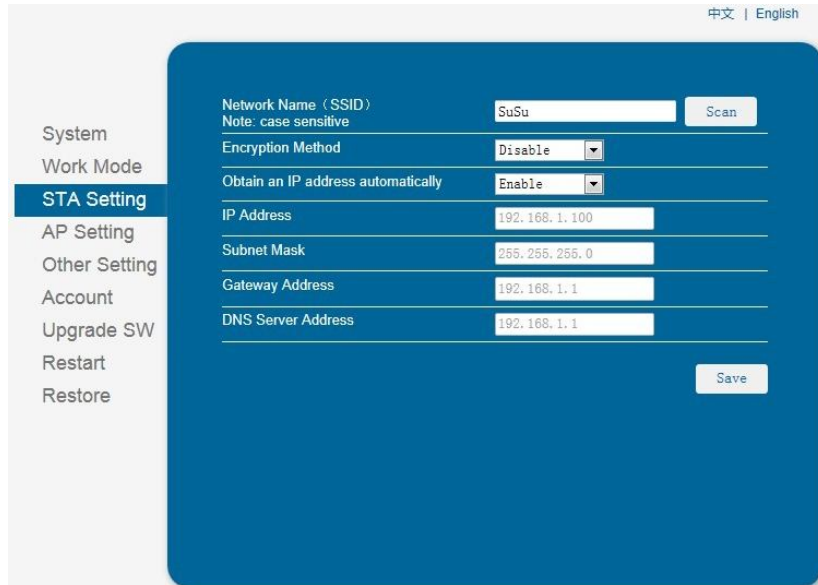 中文 | English
System
Work Mode
STA Setting
AP Setting
Other Setting
Account
Upgrade SW
Restart
Restore
Network Name（SSID）
Note: case sensitive
SuSu
Scan
Encryption Method
Disable
Obtain an IP address automatically
Enable
IP Address
192.168.1.100
Subnet Mask
255.255.255.0
Gateway Address
192.168.1.1
DNS Server Address
192.168.1.1
Save